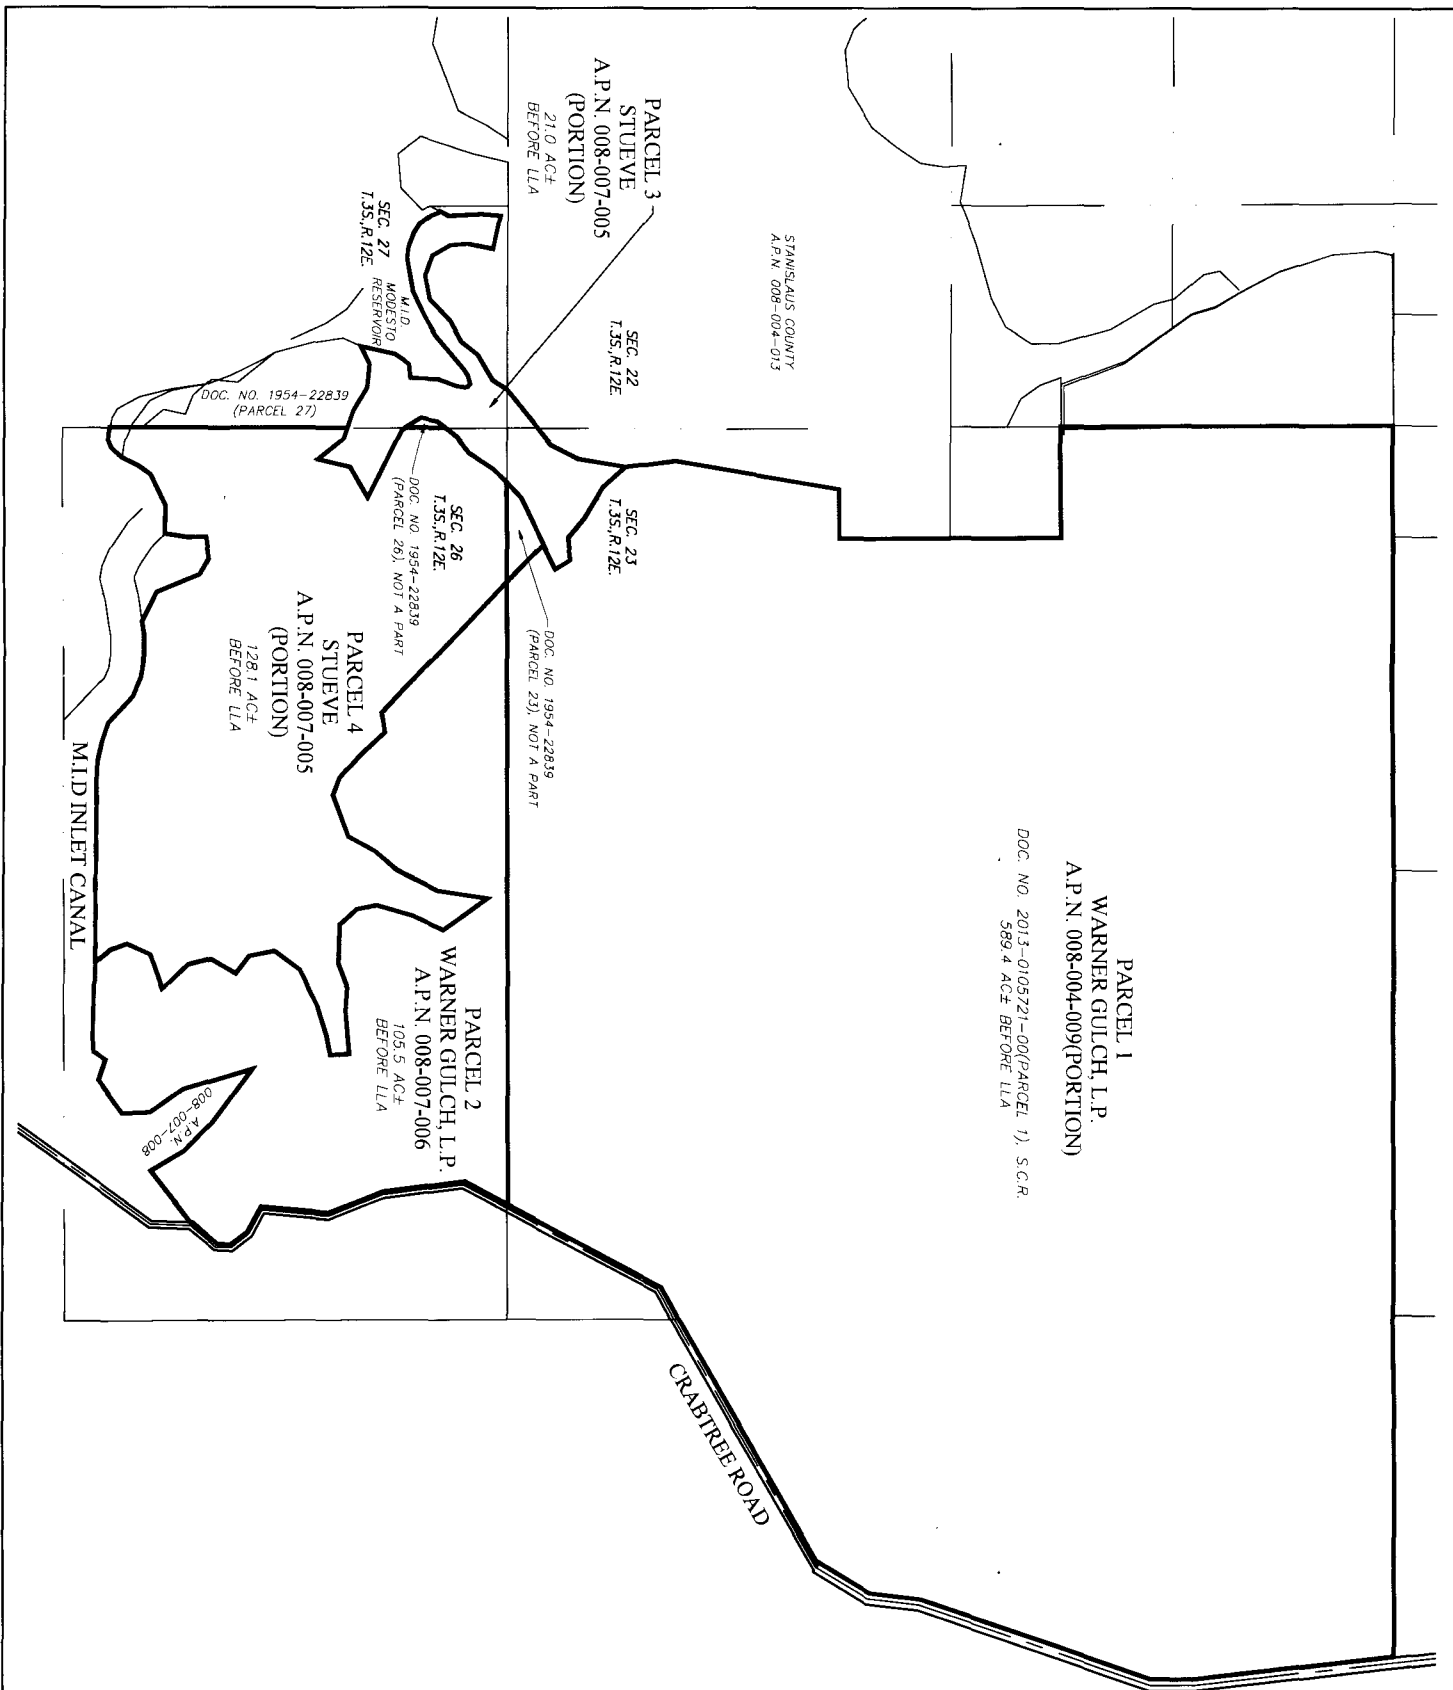 PARCEL 1
WARNER GULCH, L.P.
A.P.N. 008-004-009(PORTION)
DOC. NO. 2013-0105721-00(PARCEL 1), S.C.R.
589.4 AC± BEFORE LLA
STANISLAUS COUNTY
A.P.N. 008-004-013
PARCEL 3
STUEVE
A.P.N. 008-007-005
(PORTION)
21.0 AC±
BEFORE LLA
SEC. 22
T.3S.,R.12E.
SEC. 23
T.3S.,R.12E.
SEC. 27
T.3S.,R.12E.
M.I.D.
MODESTO
RESERVOIR
DOC. NO. 1954-22839
(PARCEL 27)
SEC. 26
T.3S.,R.12E.
DOC. NO. 1954-22839
(PARCEL 26), NOT A PART
DOC. NO. 1954-22839
(PARCEL 23), NOT A PART
PARCEL 4
STUEVE
A.P.N. 008-007-005
(PORTION)
128.1 AC±
BEFORE LLA
PARCEL 2
WARNER GULCH, L.P.
A.P.N. 008-007-006
105.5 AC±
BEFORE LLA
M.I.D INLET CANAL
A.P.N.
008-007-008
CRABTREE ROAD